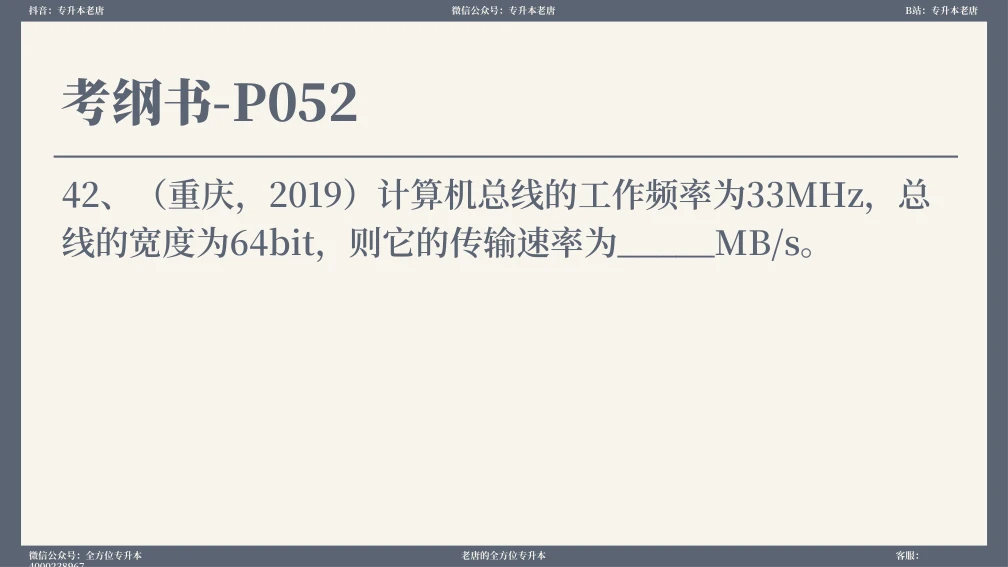 抖音：专升本老唐
微信公众号：专升本老唐
B站：专升本老唐
考纲书-P052
42、（重庆，2019）计算机总线的工作频率为33MHz，总
线的宽度为64bit，则它的传输速率为_____MB/s。
微信公众号：全方位专升本
老唐的全方位专升本
客服：
4000238967